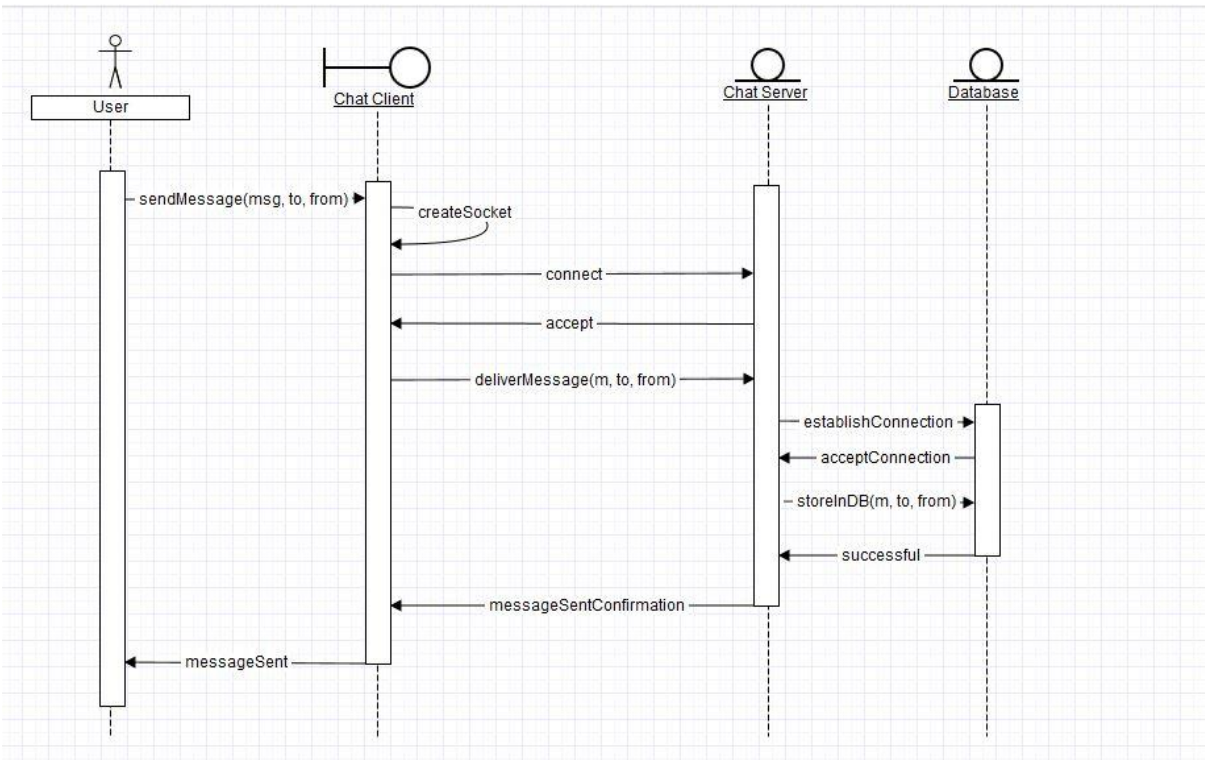 User
Chat Client
Chat Server
Database
sendMessage(msg, to, from)
createSocket
connect
accept
deliverMessage(m, to, from)
establishConnection
acceptConnection
storeInDB(m, to, from)
successful
messageSentConfirmation
messageSent